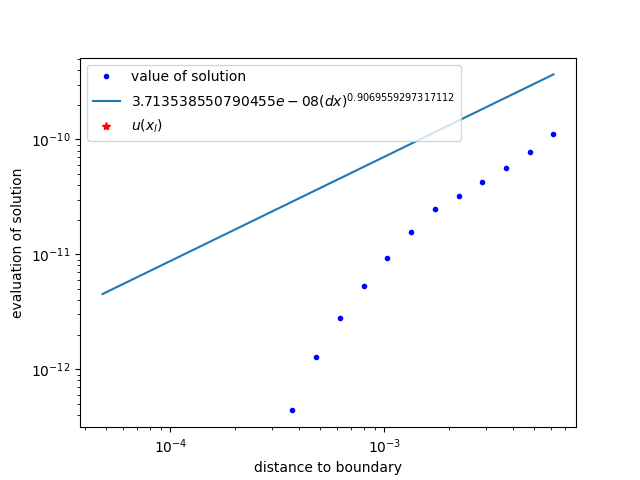 value of solution
3.713538550790455e − 08(dx)^0.9069559297317112
u(x_l)
10^−10
10^−11
10^−12
evaluation of solution
10^−4
10^−3
distance to boundary